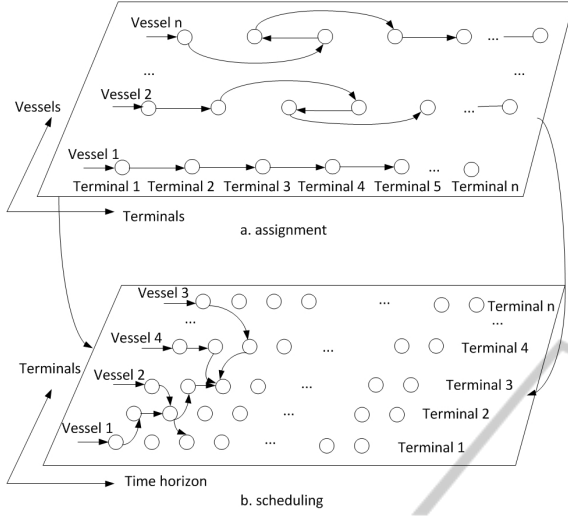 Vessel n
...
...
...
Vessels
Vessel 2
...
Vessel 1
...
Terminal 1 Terminal 2 Terminal 3 Terminal 4 Terminal 5 Terminal n
Terminals
a. assignment
Vessel 3
...
Terminal n
...
...
Vessel 4
...
Terminal 4
Terminals
Vessel 2
...
Terminal 3
...
Terminal 2
Vessel 1
...
Terminal 1
Time horizon
b. scheduling